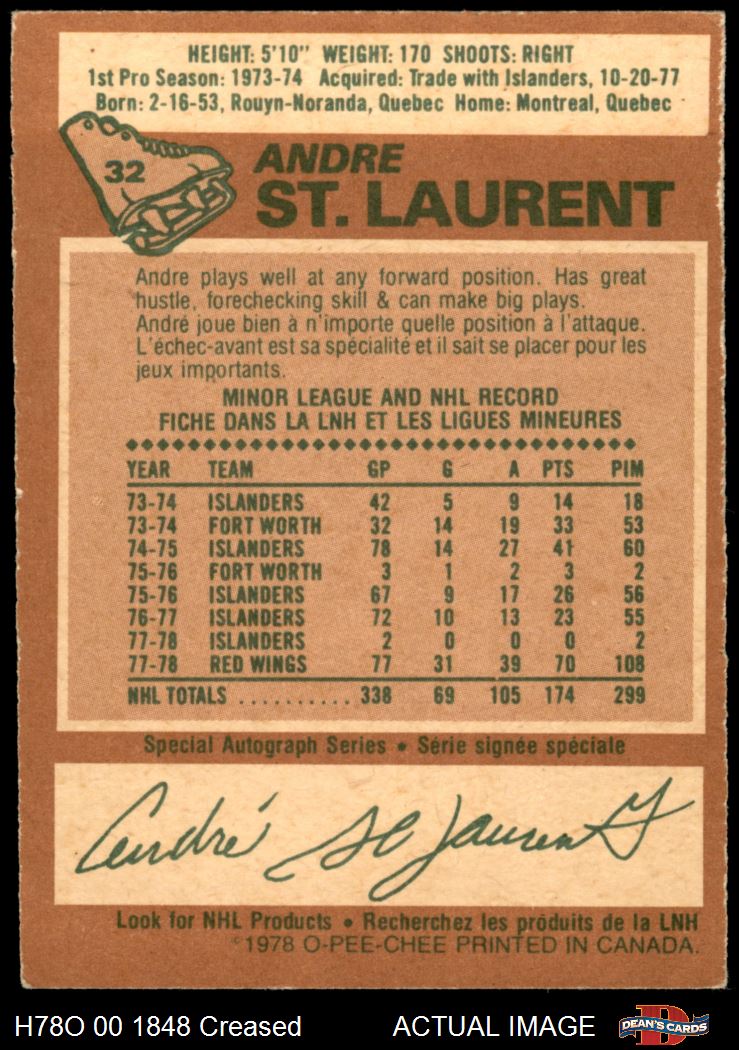 HEIGHT: 5'10" WEIGHT: 170 SHOOTS: RIGHT
1st Pro Season: 1973-74 Acquired: Trade with Islanders, 10-20-77
Born: 2-16-53, Rouyn-Noranda, Quebec Home: Montreal, Quebec
32
ANDRE
ST. LAURENT
Andre plays well at any forward position. Has great
hustle, forechecking skill & can make big plays.
André joue bien à n'importe quelle position à l'attaque.
L'échec-avant est sa spécialité et il sait se placer pour les
jeux importants.
MINOR LEAGUE AND NHL RECORD
FICHE DANS LA LNH ET LES LIGUES MINEURES
YEAR TEAM GP G A PTS PIM
73-74 ISLANDERS 42 5 9 14 18
73-74 FORT WORTH 32 14 19 33 53
74-75 ISLANDERS 78 14 27 41 60
75-76 FORT WORTH 3 1 2 3 2
75-76 ISLANDERS 67 9 17 26 56
76-77 ISLANDERS 72 10 13 23 55
77-78 ISLANDERS 2 0 0 0 2
77-78 RED WINGS 77 31 39 70 108
NHL TOTALS .......... 338 69 105 174 299
Special Autograph Series • Série signée spéciale
André St Laurent
Look for NHL Products • Recherchez les produits de la LNH
©1978 O-PEE-CHEE PRINTED IN CANADA.
H78O 00 1848 Creased ACTUAL IMAGE
D
DEAN'S CARDS